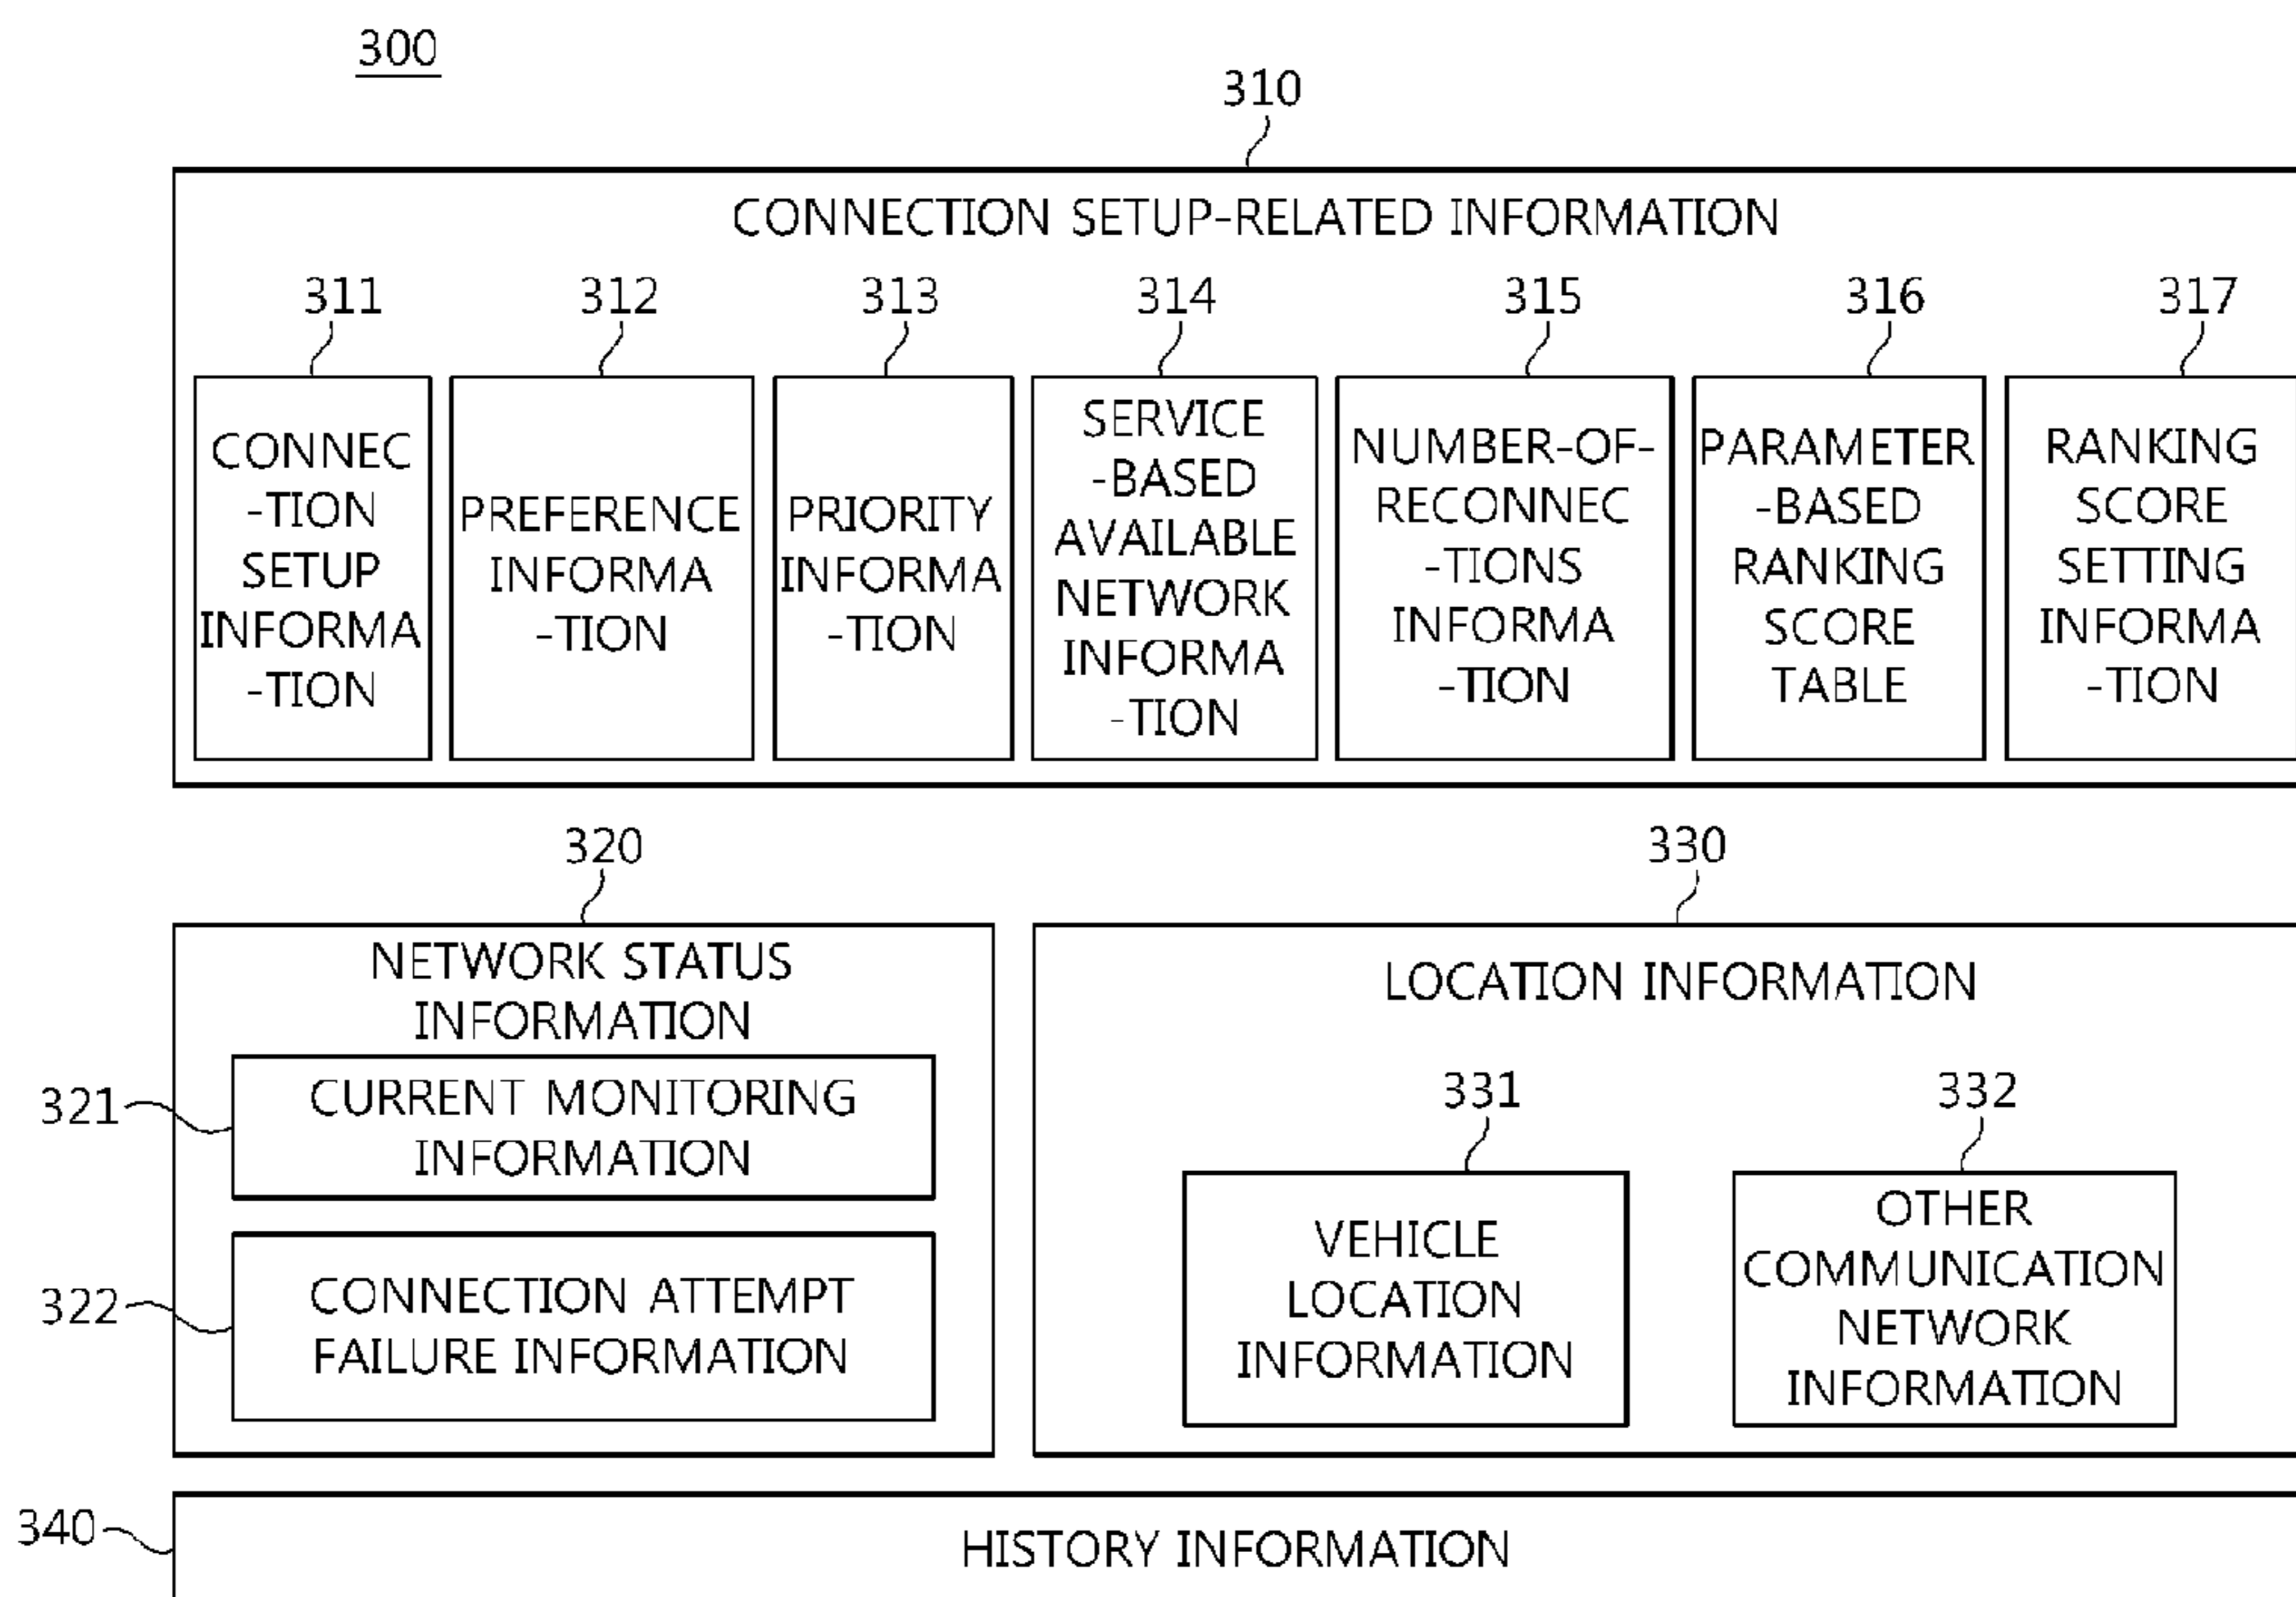 300
310
CONNECTION SETUP-RELATED INFORMATION
311
312
313
314
315
316
317
CONNEC
-TION
SETUP
INFORMA
-TION
PREFERENCE
INFORMA
-TION
PRIORITY
INFORMA
-TION
SERVICE
-BASED
AVAILABLE
NETWORK
INFORMA
-TION
NUMBER-OF-
RECONNEC
-TIONS
INFORMA
-TION
PARAMETER
-BASED
RANKING
SCORE
TABLE
RANKING
SCORE
SETTING
INFORMA
-TION
320
NETWORK STATUS
INFORMATION
321
CURRENT MONITORING
INFORMATION
322
CONNECTION ATTEMPT
FAILURE INFORMATION
330
LOCATION INFORMATION
331
VEHICLE
LOCATION
INFORMATION
332
OTHER
COMMUNICATION
NETWORK
INFORMATION
340
HISTORY INFORMATION